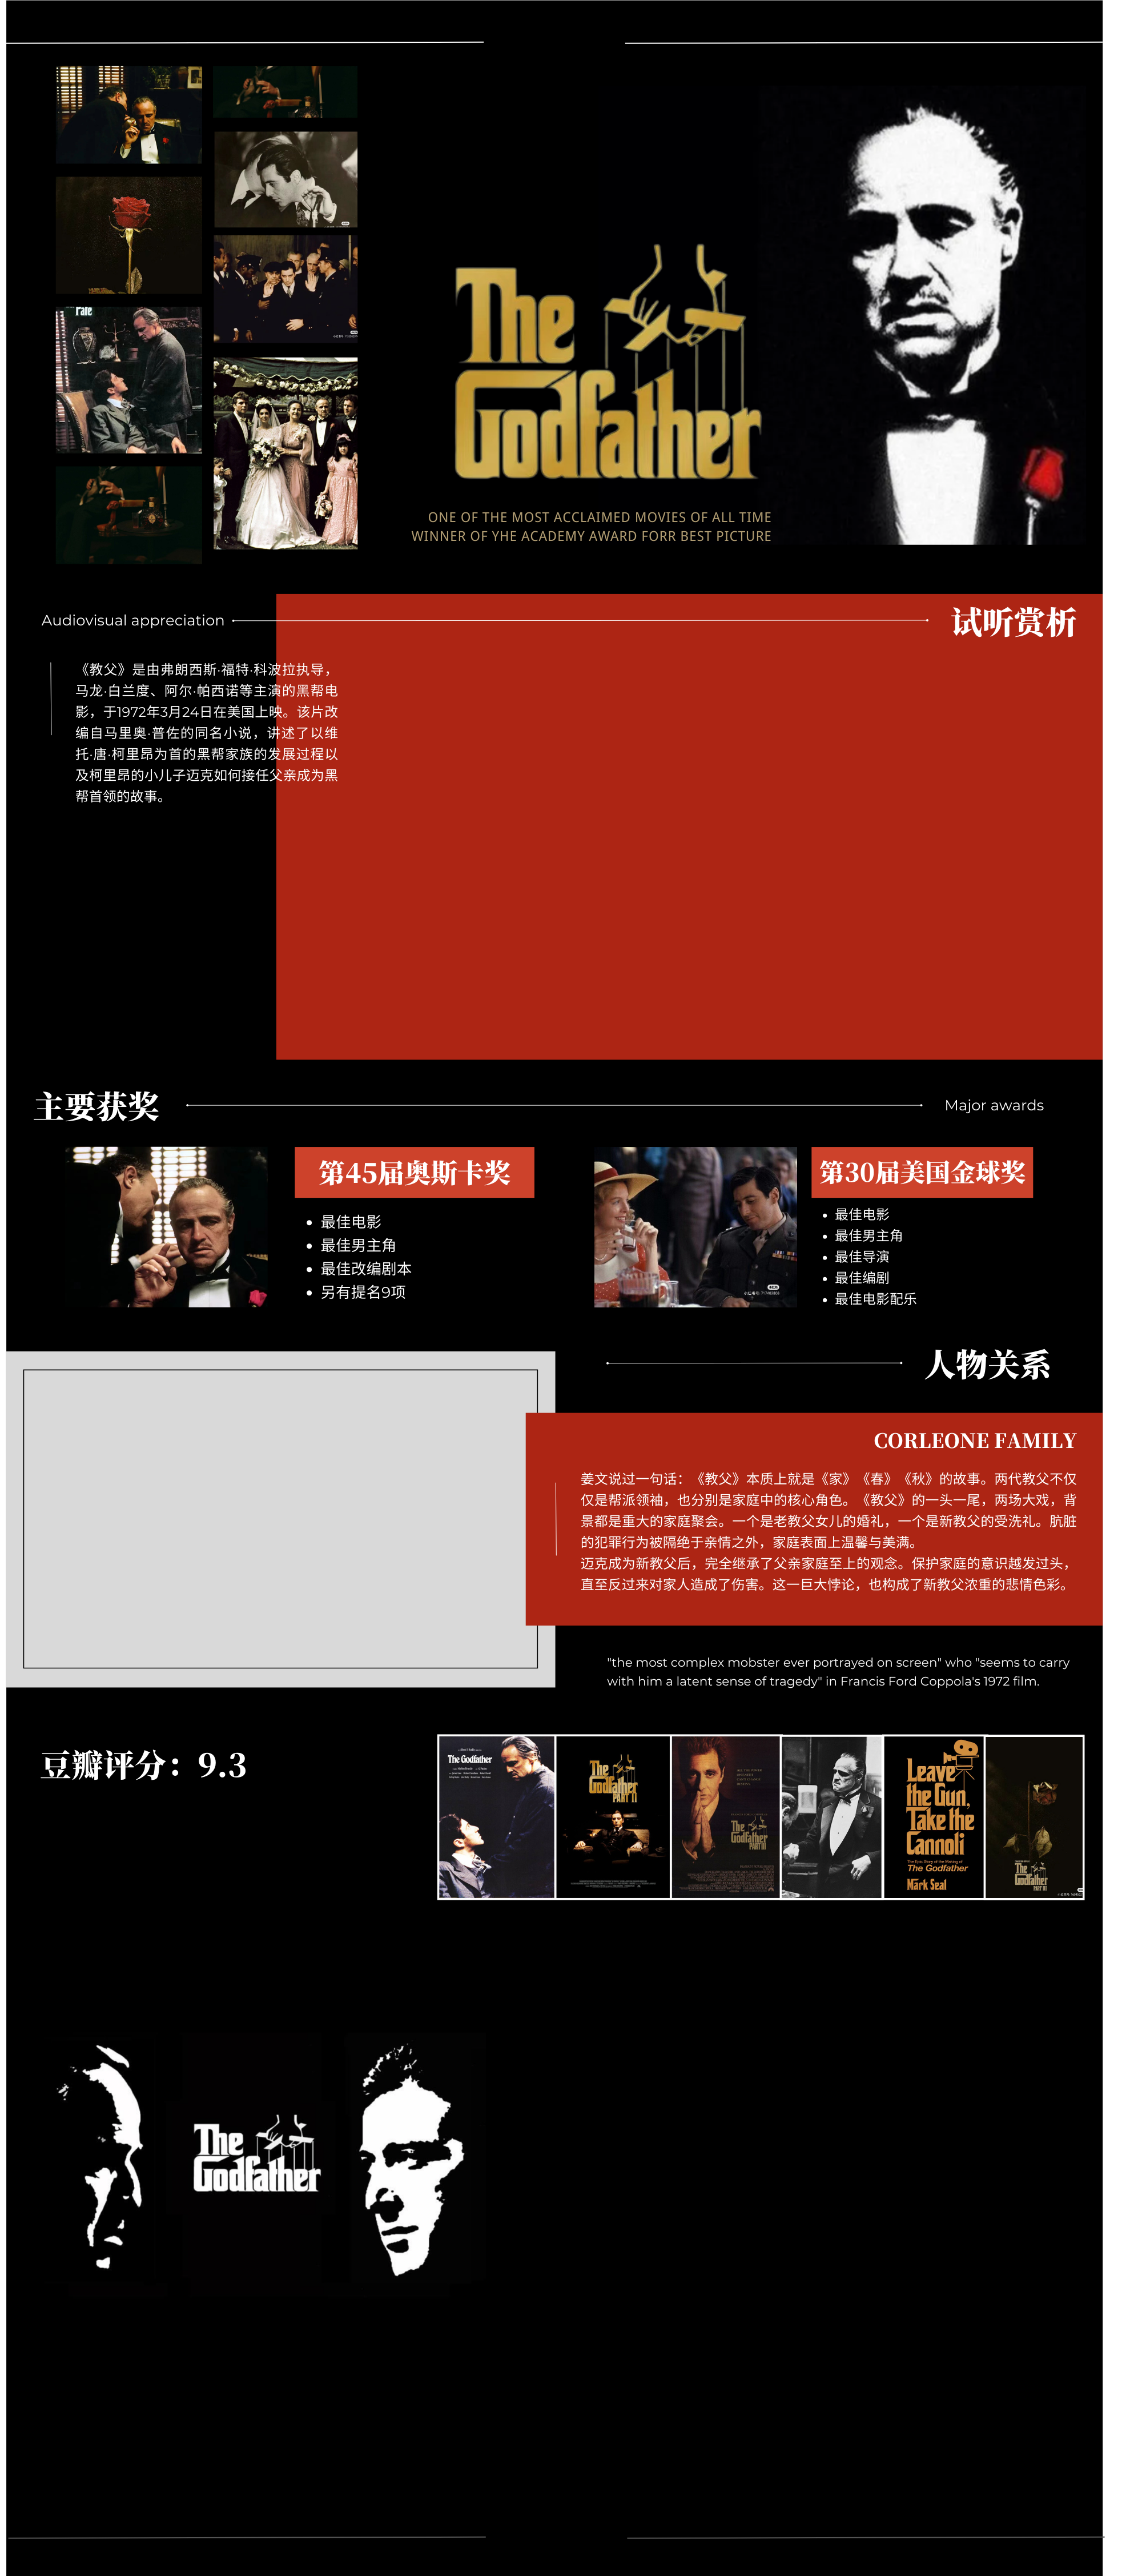 The
Godfather
ONE OF THE MOST ACCLAIMED MOVIES OF ALL TIME
WINNER OF YHE ACADEMY AWARD FORR BEST PICTURE
Audiovisual appreciation
试听赏析
《教父》是由弗朗西斯·福特·科波拉执导，
马龙·白兰度、阿尔·帕西诺等主演的黑帮电
影，于1972年3月24日在美国上映。该片改
编自马里奥·普佐的同名小说，讲述了以维
托·唐·柯里昂为首的黑帮家族的发展过程以
及柯里昂的小儿子迈克如何接任父亲成为黑
帮首领的故事。
主要获奖
Major awards
第45届奥斯卡奖
最佳电影
最佳男主角
最佳改编剧本
另有提名9项
第30届美国金球奖
最佳电影
最佳男主角
最佳导演
最佳编剧
最佳电影配乐
人物关系
CORLEONE FAMILY
姜文说过一句话：《教父》本质上就是《家》《春》《秋》的故事。两代教父不仅
仅是帮派领袖，也分别是家庭中的核心角色。《教父》的一头一尾，两场大戏，背
景都是重大的家庭聚会。一个是老教父女儿的婚礼，一个是新教父的受洗礼。肮脏
的犯罪行为被隔绝于亲情之外，家庭表面上温馨与美满。
迈克成为新教父后，完全继承了父亲家庭至上的观念。保护家庭的意识越发过头，
直至反过来对家人造成了伤害。这一巨大悖论，也构成了新教父浓重的悲情色彩。
"the most complex mobster ever portrayed on screen" who "seems to carry
with him a latent sense of tragedy" in Francis Ford Coppola's 1972 film.
豆瓣评分：9.3
The Godfather
The
Godfather
PART II
The
Godfather
PART III
Leave
the Gun,
Take the
Cannoli
The Godfather
Mark Seal
The
Godfather
PART III
The
Godfather